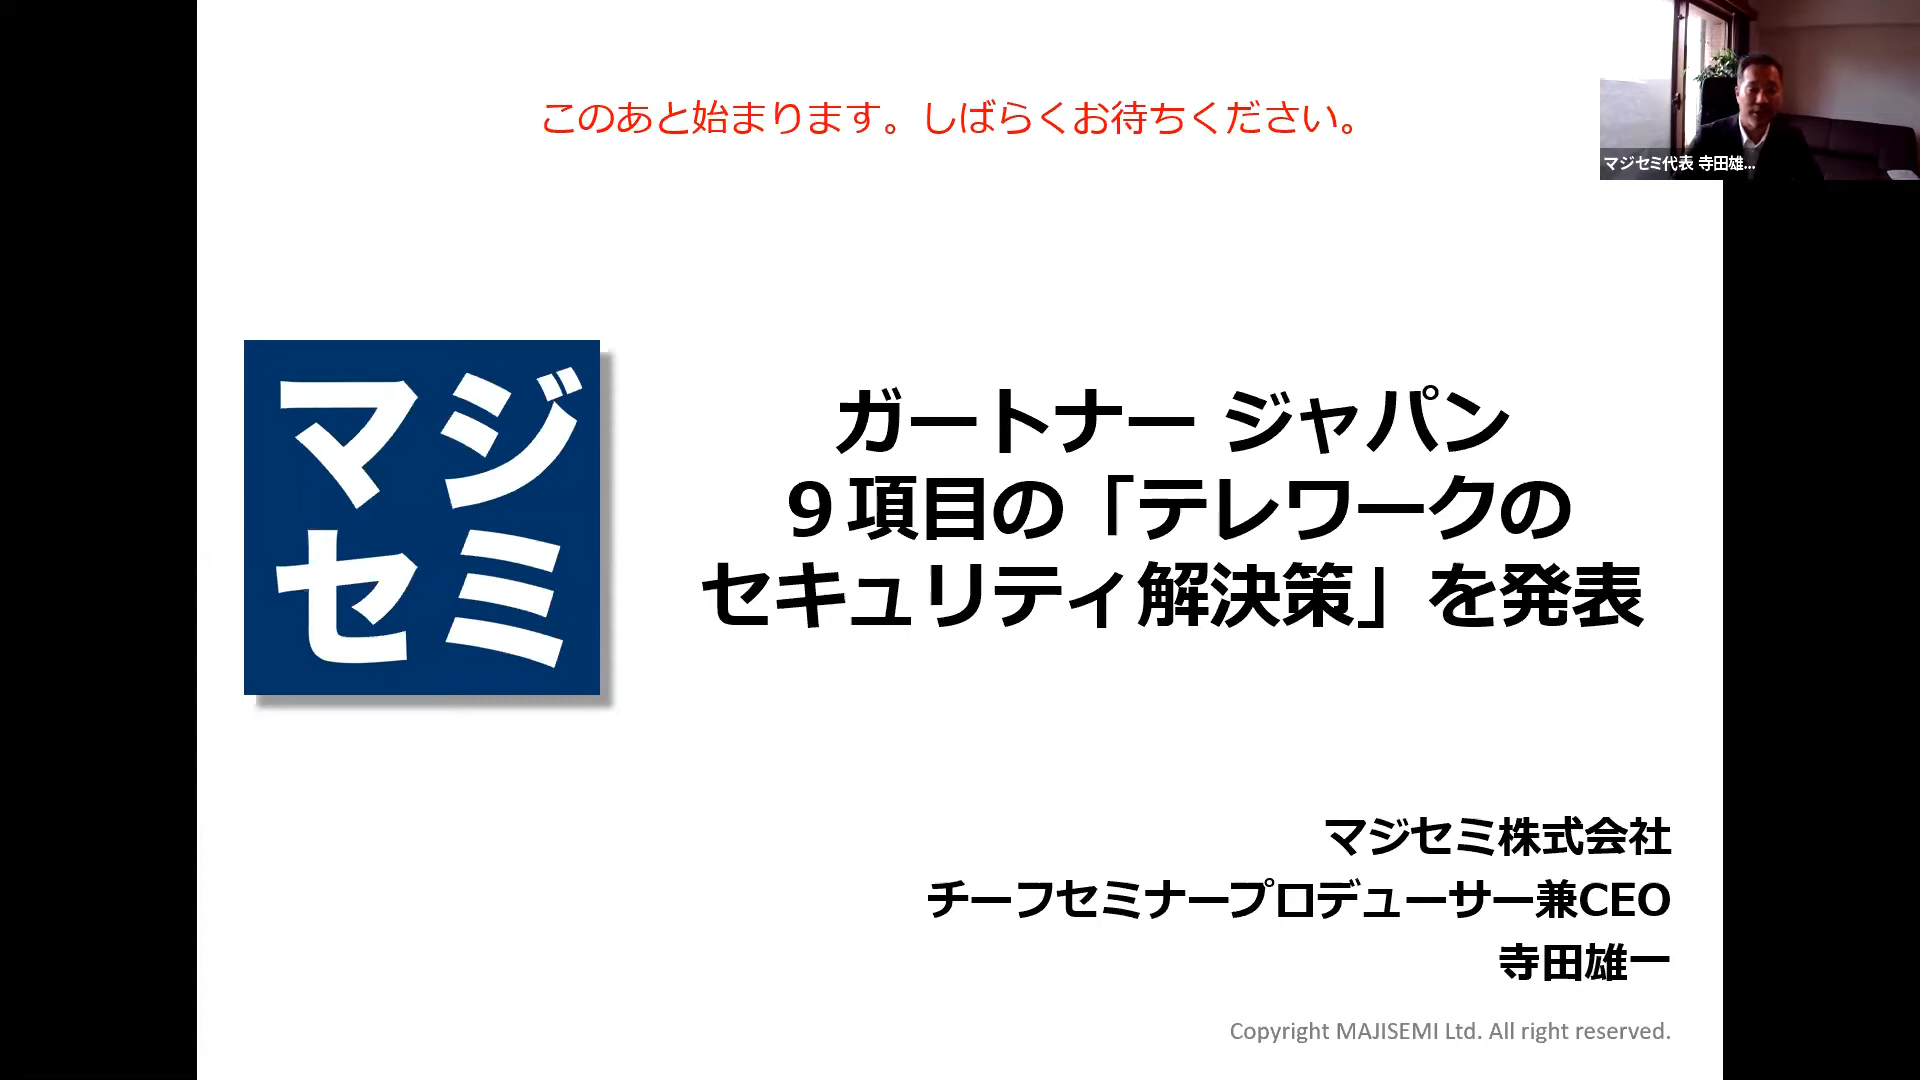 このあと始まります。しばらくお待ちください。
マジセミ代表 寺田雄...
マジ
セミ
ガートナー ジャパン
９項目の「テレワークの
セキュリティ解決策」を発表
マジセミ株式会社
チーフセミナープロデューサー兼CEO
寺田雄一
Copyright MAJISEMI Ltd. All right reserved.